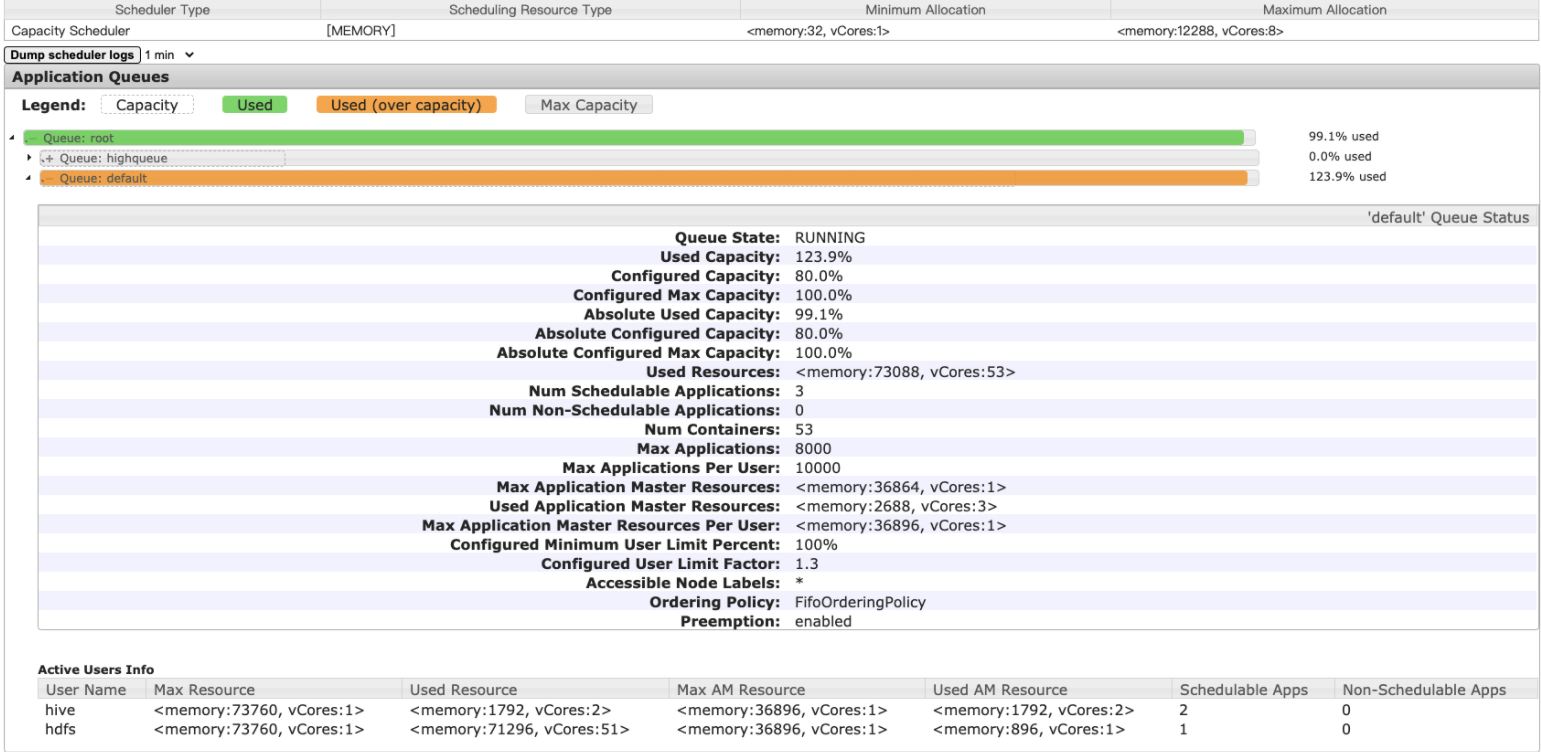 Scheduler Type Scheduling Resource Type Minimum Allocation Maximum Allocation
Capacity Scheduler [MEMORY] <memory:32, vCores:1> <memory:12288, vCores:8>
Dump scheduler logs 1 min
Application Queues
Legend: Capacity Used Used (over capacity) Max Capacity
- Queue: root 99.1% used
+ Queue: highqueue 0.0% used
- Queue: default 123.9% used
'default' Queue Status
Queue State: RUNNING
Used Capacity: 123.9%
Configured Capacity: 80.0%
Configured Max Capacity: 100.0%
Absolute Used Capacity: 99.1%
Absolute Configured Capacity: 80.0%
Absolute Configured Max Capacity: 100.0%
Used Resources: <memory:73088, vCores:53>
Num Schedulable Applications: 3
Num Non-Schedulable Applications: 0
Num Containers: 53
Max Applications: 8000
Max Applications Per User: 10000
Max Application Master Resources: <memory:36864, vCores:1>
Used Application Master Resources: <memory:2688, vCores:3>
Max Application Master Resources Per User: <memory:36896, vCores:1>
Configured Minimum User Limit Percent: 100%
Configured User Limit Factor: 1.3
Accessible Node Labels: *
Ordering Policy: FifoOrderingPolicy
Preemption: enabled
Active Users Info
User Name Max Resource Used Resource Max AM Resource Used AM Resource Schedulable Apps Non-Schedulable Apps
hive <memory:73760, vCores:1> <memory:1792, vCores:2> <memory:36896, vCores:1> <memory:1792, vCores:2> 2 0
hdfs <memory:73760, vCores:1> <memory:71296, vCores:51> <memory:36896, vCores:1> <memory:896, vCores:1> 1 0